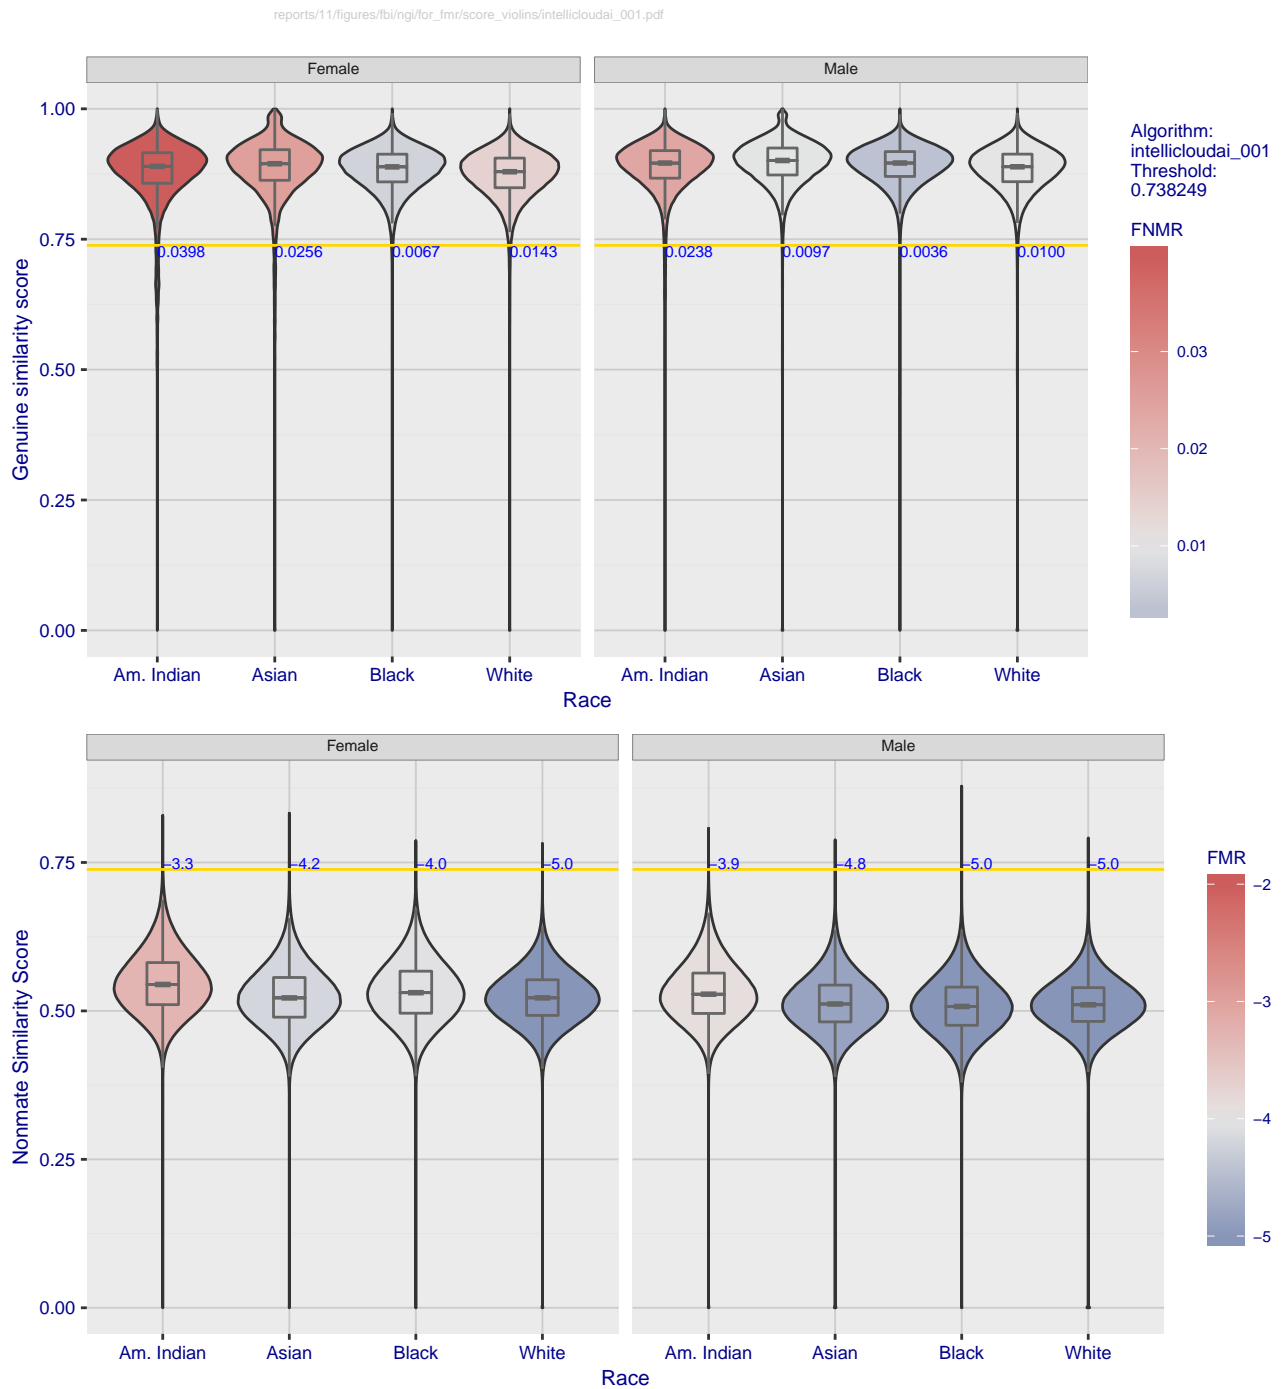 reports/11/figures/fbi/ngi/for_fmr/score_violins/intellicloudai_001.pdf
Female
Male
Genuine similarity score
1.00
0.75
0.50
0.25
0.00
0.0398
0.0256
0.0067
0.0143
0.0238
0.0097
0.0036
0.0100
Am. Indian
Asian
Black
White
Am. Indian
Asian
Black
White
Race
Algorithm:
intellicloudai_001
Threshold:
0.738249
FNMR
0.03
0.02
0.01
Female
Male
Nonmate Similarity Score
0.75
0.50
0.25
0.00
−3.3
−4.2
−4.0
−5.0
−3.9
−4.8
−5.0
−5.0
Am. Indian
Asian
Black
White
Am. Indian
Asian
Black
White
Race
FMR
−2
−3
−4
−5